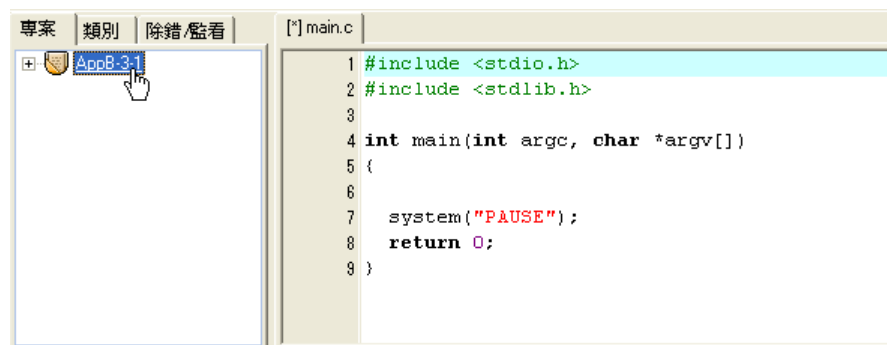 專案 類別 除錯/監看 [*] main.c
AppB-3-1
1 #include <stdio.h>
2 #include <stdlib.h>
3
4 int main(int argc, char *argv[])
5 {
6
7 system("PAUSE");
8 return 0;
9 }